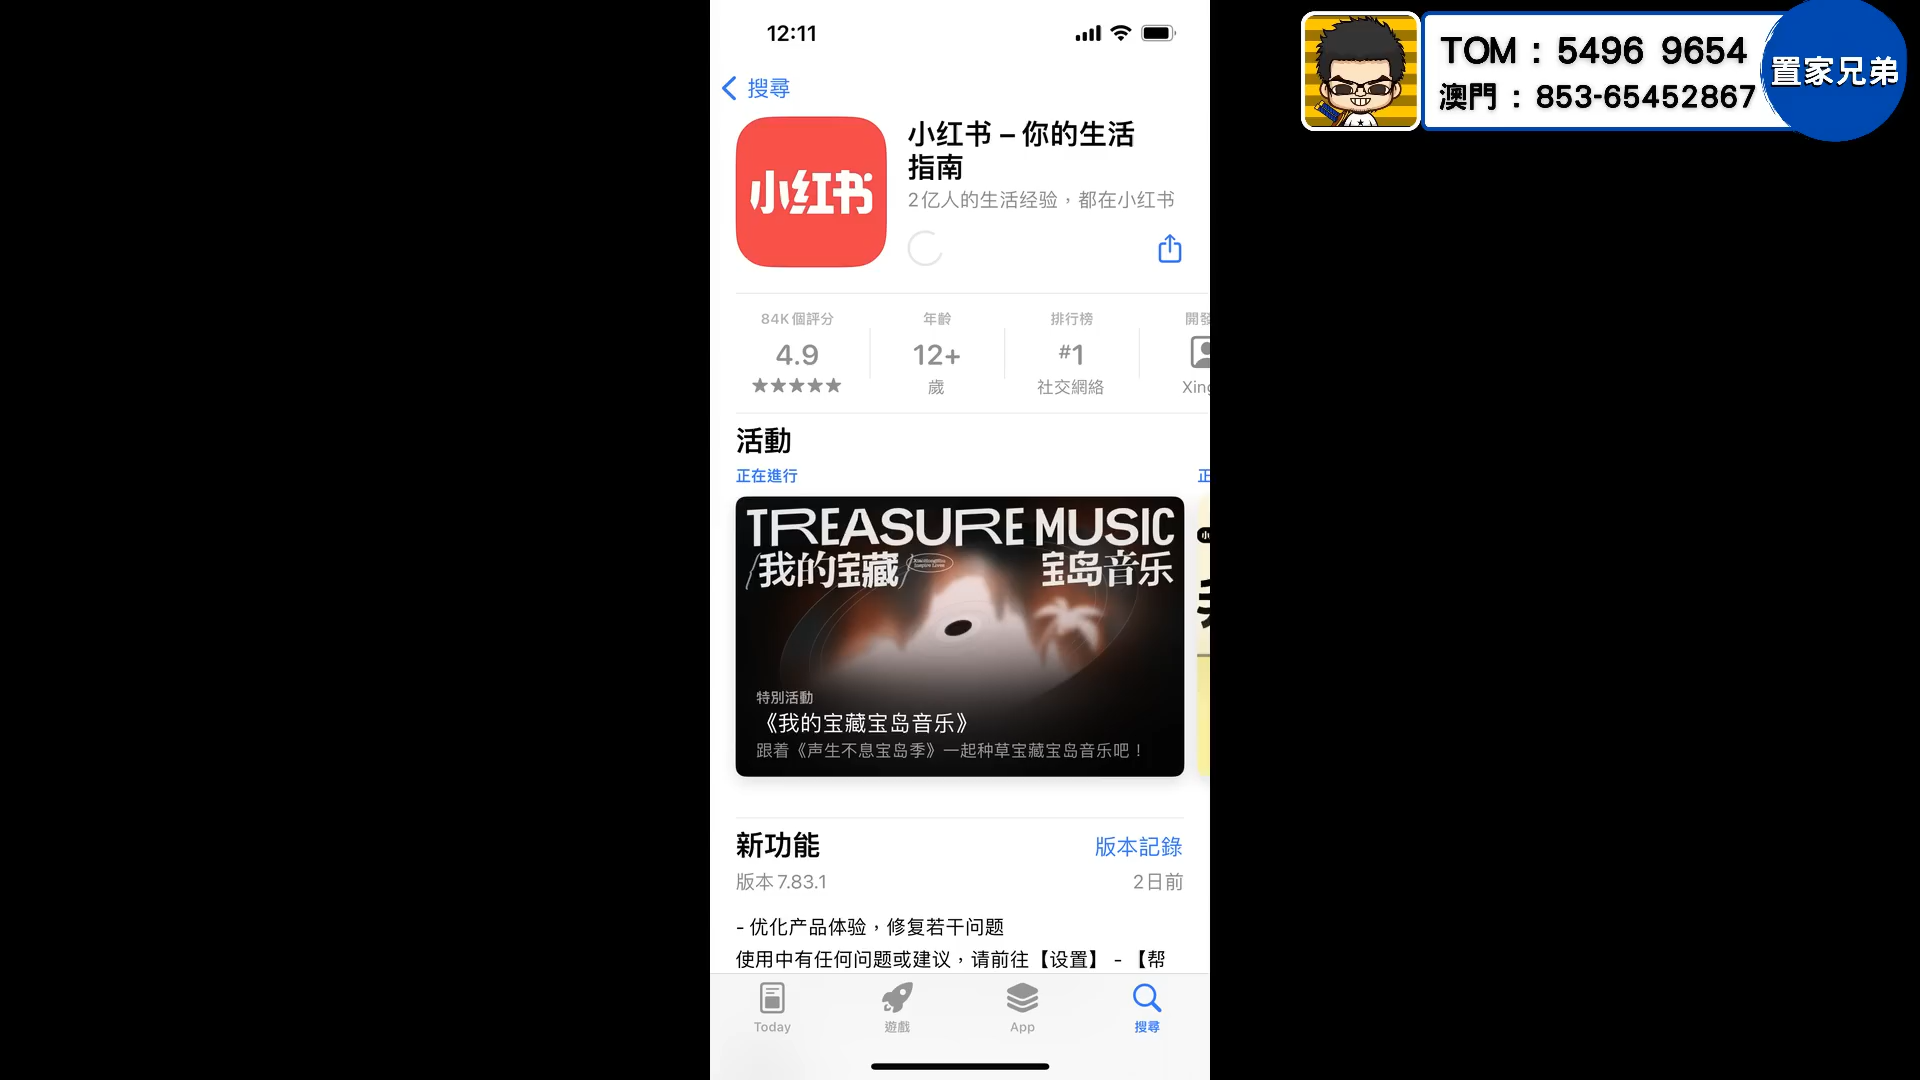 12:11
搜尋
小红书
小红书 – 你的生活
指南
2亿人的生活经验，都在小红书
84K 個評分
4.9
年齡
12+
歲
排行榜
#1
社交網絡
開發
Xing
活動
正在進行
TREASURE MUSIC
我的宝藏 宝岛音乐
特別活動
《我的宝藏宝岛音乐》
跟着《声生不息宝岛季》一起种草宝藏宝岛音乐吧！
新功能
版本記錄
版本 7.83.1
2日前
- 优化产品体验，修复若干问题
使用中有任何问题或建议，请前往【设置】 - 【帮
Today
遊戲
App
搜尋
TOM : 5496 9654
澳門 : 853-65452867
置家兄弟